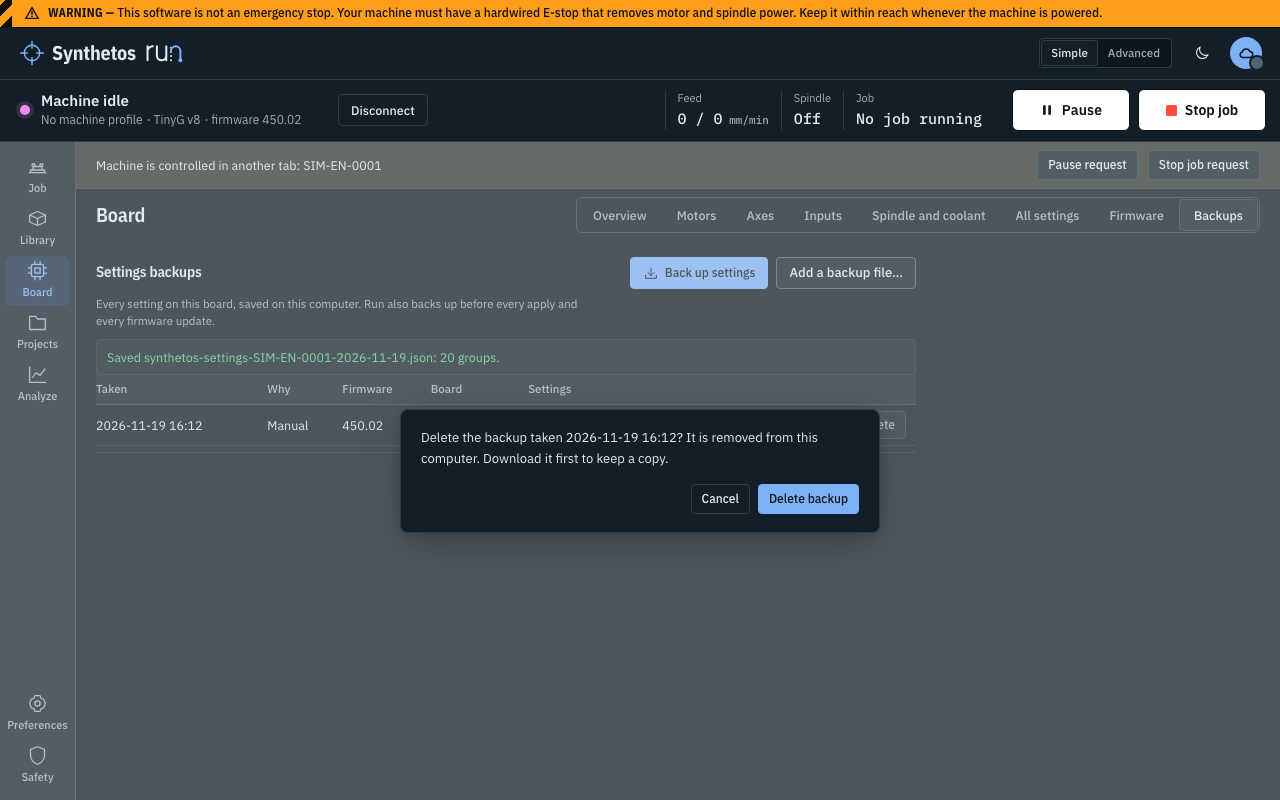 WARNING — This software is not an emergency stop. Your machine must have a hardwired E-stop that removes motor and spindle power. Keep it within reach whenever the machine is powered.
Synthetos run
Simple
Advanced
Machine idle
No machine profile · TinyG v8 · firmware 450.02
Disconnect
Feed
0 / 0 mm/min
Spindle
Off
Job
No job running
Pause
Stop job
Machine is controlled in another tab: SIM-EN-0001
Pause request
Stop job request
Job
Library
Board
Projects
Analyze
Preferences
Safety
Board
Overview
Motors
Axes
Inputs
Spindle and coolant
All settings
Firmware
Backups
Settings backups
Back up settings
Add a backup file...
Every setting on this board, saved on this computer. Run also backs up before every apply and
every firmware update.
Saved synthetos-settings-SIM-EN-0001-2026-11-19.json: 20 groups.
Taken Why Firmware Board Settings
2026-11-19 16:12 Manual 450.02
Delete the backup taken 2026-11-19 16:12? It is removed from this
computer. Download it first to keep a copy.
Cancel
Delete backup